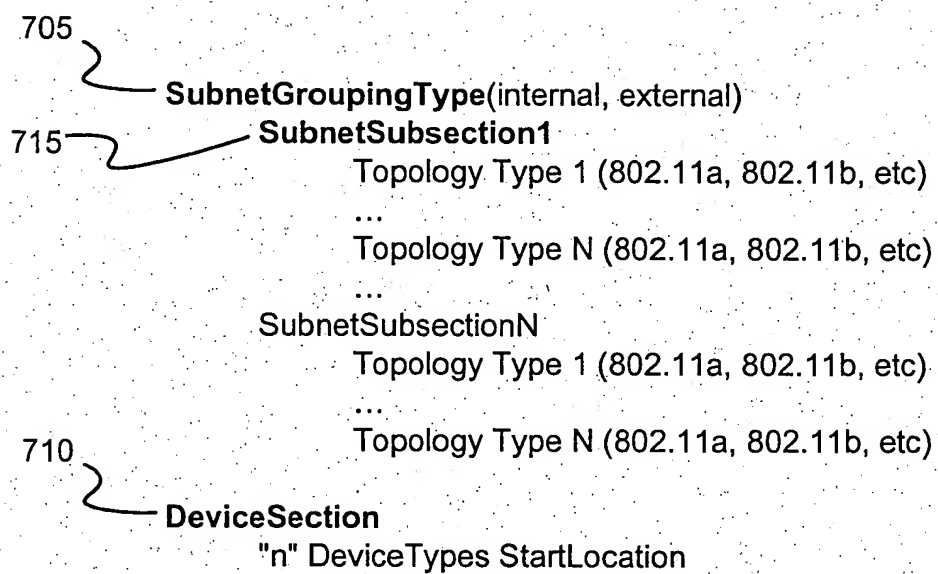 705
SubnetGroupingType(internal, external)
715
SubnetSubsection1
Topology Type 1 (802.11a, 802.11b, etc)
...
Topology Type N (802.11a, 802.11b, etc)
...
SubnetSubsectionN
Topology Type 1 (802.11a, 802.11b, etc)
...
Topology Type N (802.11a, 802.11b, etc)
710
DeviceSection
"n" DeviceTypes StartLocation